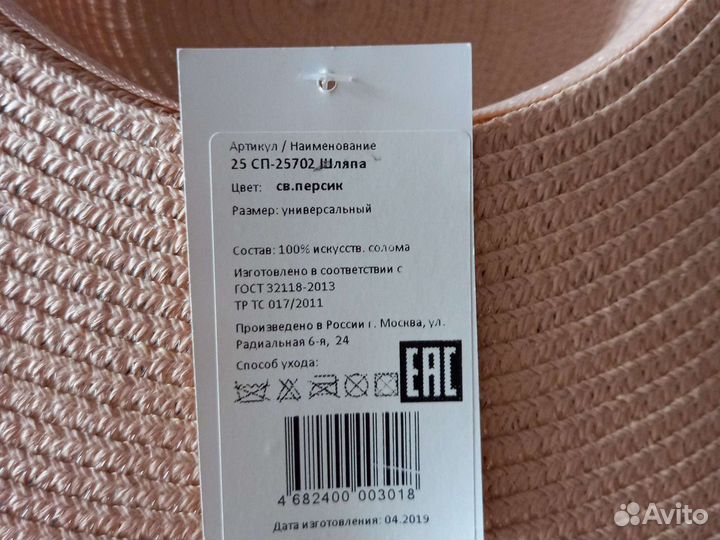 Артикул / Наименование
25 СП-25702 Шляпа
Цвет: св.персик
Размер: универсальный
Состав: 100% искусств. солома
Изготовлено в соответствии с
ГОСТ 32118-2013
ТР ТС 017/2011
Произведено в России г. Москва, ул.
Радиальная 6-я, 24
Способ ухода:
EAC
4 682400 003018
Дата изготовления: 04.2019
Avito